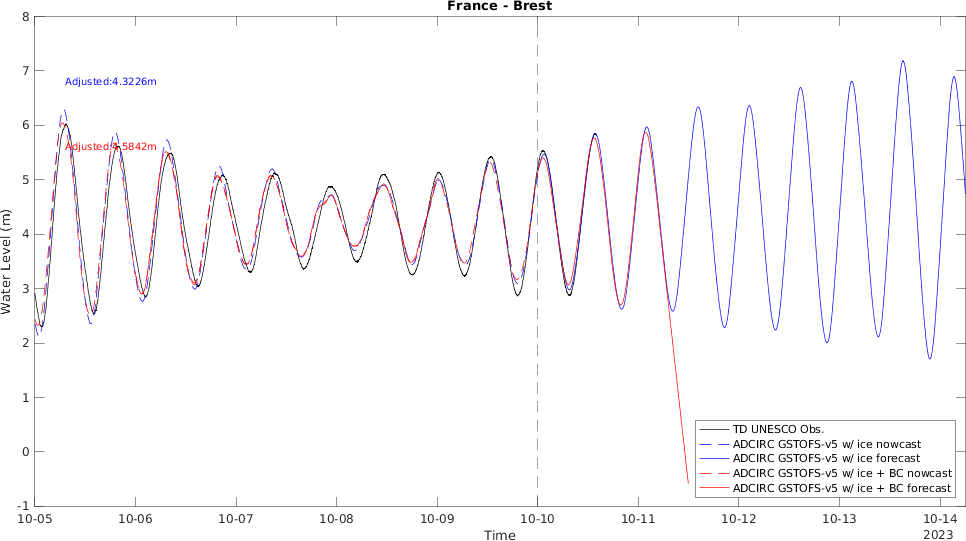 France - Brest
8
7
6
5
4
3
2
1
0
-1
Water Level (m)
Adjusted:4.3226m
Adjusted:4.5842m
TD UNESCO Obs.
ADCIRC GSTOFS-v5 w/ ice nowcast
ADCIRC GSTOFS-v5 w/ ice forecast
ADCIRC GSTOFS-v5 w/ ice + BC nowcast
ADCIRC GSTOFS-v5 w/ ice + BC forecast
10-05 10-06 10-07 10-08 10-09 10-10 10-11 10-12 10-13 10-14
2023
Time